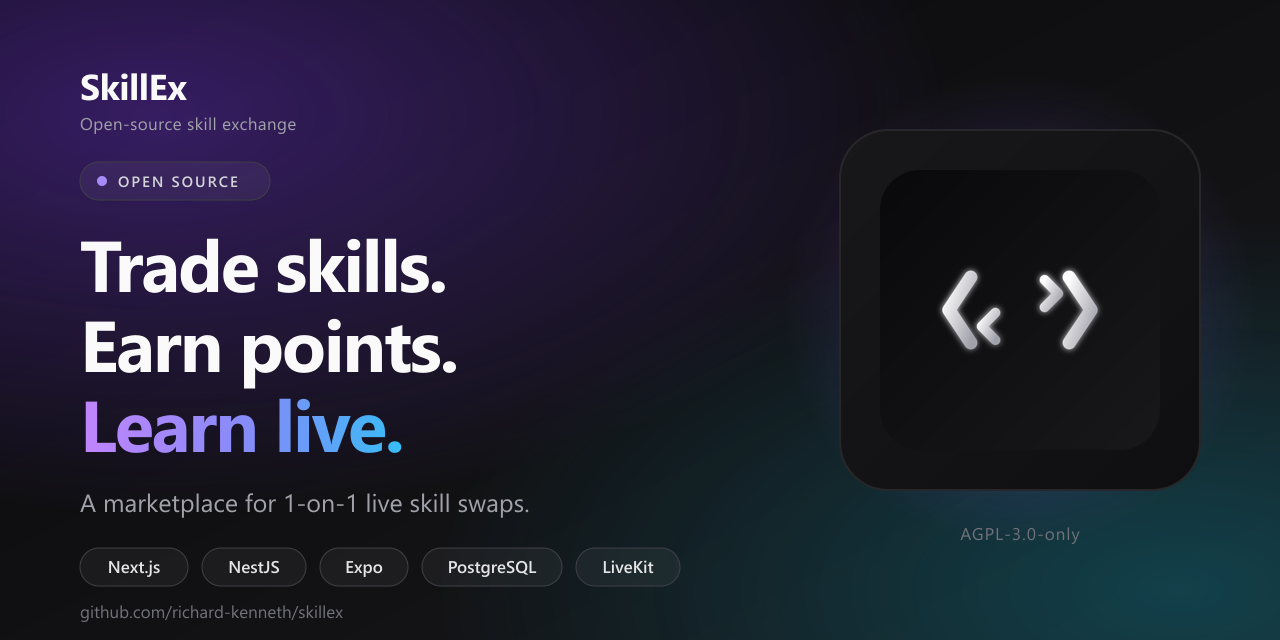 SkillEx
Open-source skill exchange
OPEN SOURCE
Trade skills.
Earn points.
Learn live.
A marketplace for 1-on-1 live skill swaps.
Next.js NestJS Expo PostgreSQL LiveKit
github.com/richard-kenneth/skillex
AGPL-3.0-only